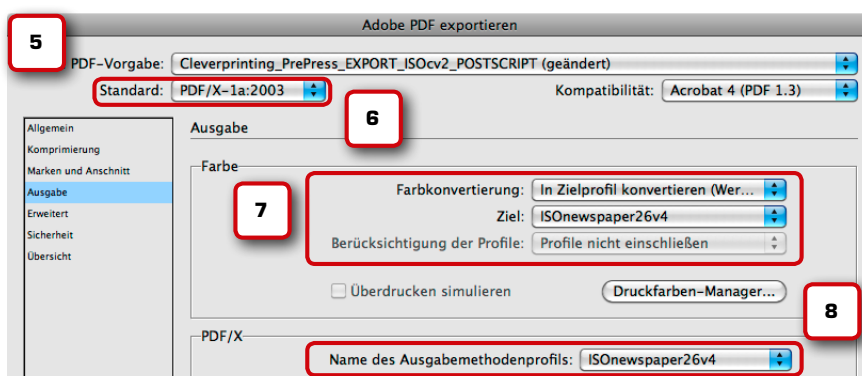 Adobe PDF exportieren
5
PDF-Vorgabe: Cleverprinting_PrePress_EXPORT_ISOcv2_POSTSCRIPT (geändert)
Standard: PDF/X-1a:2003 Kompatibilität: Acrobat 4 (PDF 1.3)
6
Allgemein
Komprimierung
Marken und Anschnitt
Ausgabe
Erweitert
Sicherheit
Übersicht
Ausgabe
Farbe
7
Farbkonvertierung: In Zielprofil konvertieren (Wer...
Ziel: ISOnewspaper26v4
Berücksichtigung der Profile: Profile nicht einschließen
Überdrucken simulieren Druckfarben-Manager...
8
PDF/X
Name des Ausgabemethodenprofils: ISOnewspaper26v4